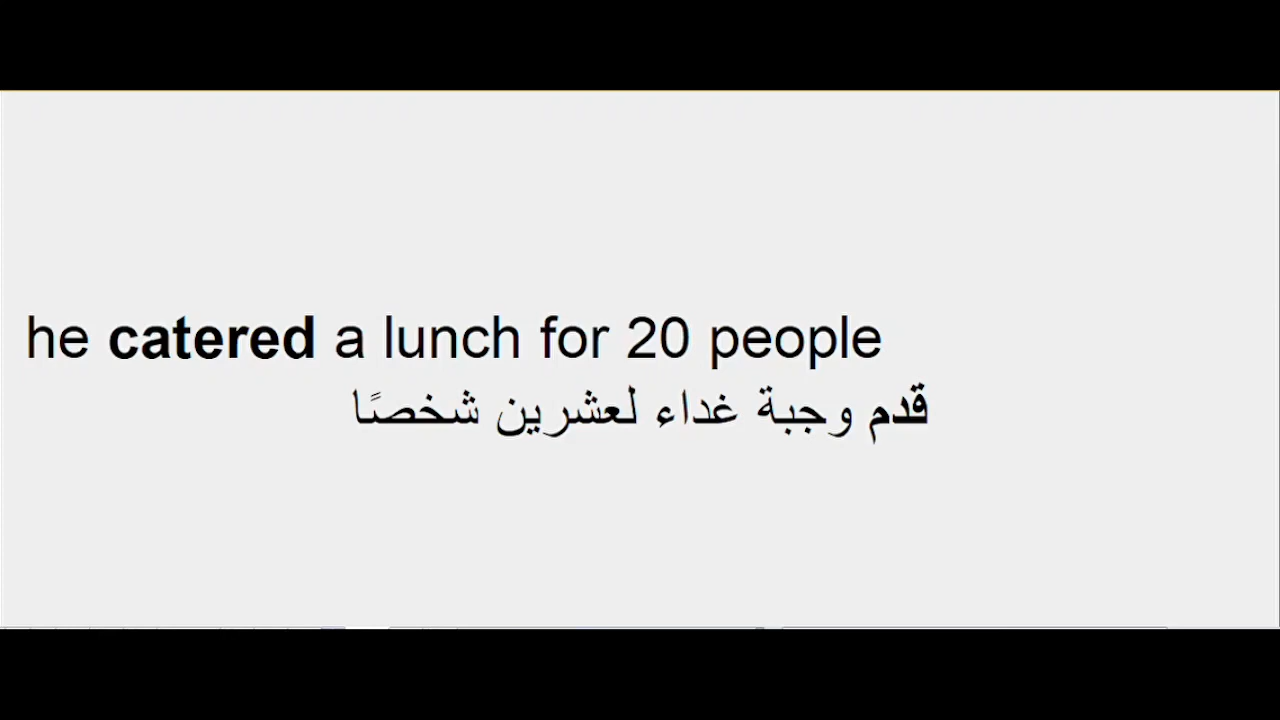 he catered a lunch for 20 people
قدم وجبة غداء لعشرين شخصًا